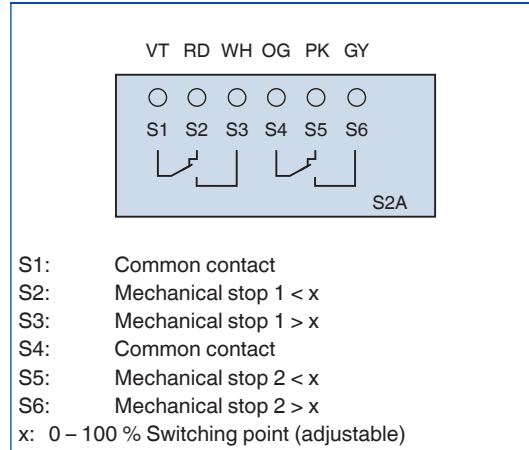 VT RD WH OG PK GY
S1 S2 S3 S4 S5 S6
S2A
S1: Common contact
S2: Mechanical stop 1 < x
S3: Mechanical stop 1 > x
S4: Common contact
S5: Mechanical stop 2 < x
S6: Mechanical stop 2 > x
x: 0 – 100 % Switching point (adjustable)